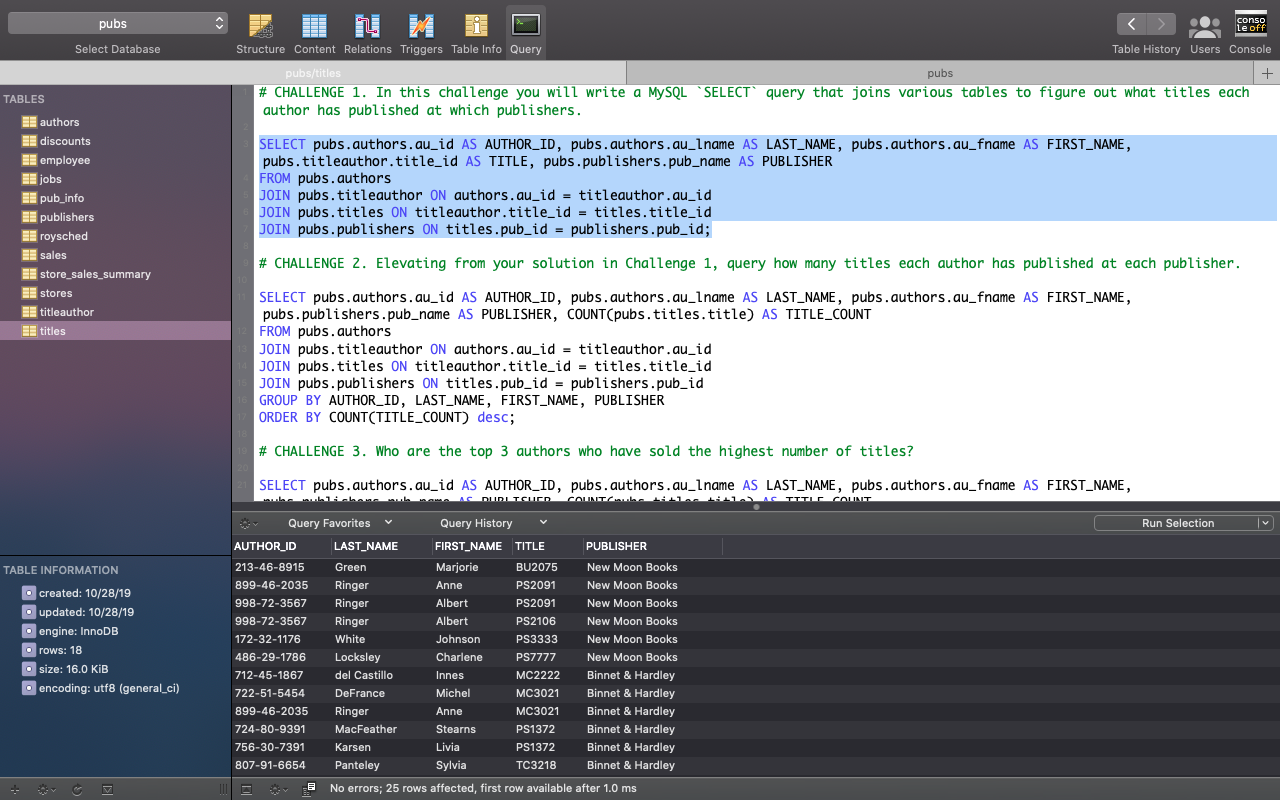 pubs
Select Database
Structure
Content
Relations
Triggers
Table Info
Query
Table History
Users
Console
conso
le off
pubs/titles
pubs
TABLES
authors
discounts
employee
jobs
pub_info
publishers
roysched
sales
store_sales_summary
stores
titleauthor
titles
TABLE INFORMATION
created: 10/28/19
updated: 10/28/19
engine: InnoDB
rows: 18
size: 16.0 KiB
encoding: utf8 (general_ci)
# CHALLENGE 1. In this challenge you will write a MySQL `SELECT` query that joins various tables to figure out what titles each
author has published at which publishers.
SELECT pubs.authors.au_id AS AUTHOR_ID, pubs.authors.au_lname AS LAST_NAME, pubs.authors.au_fname AS FIRST_NAME,
pubs.titleauthor.title_id AS TITLE, pubs.publishers.pub_name AS PUBLISHER
FROM pubs.authors
JOIN pubs.titleauthor ON authors.au_id = titleauthor.au_id
JOIN pubs.titles ON titleauthor.title_id = titles.title_id
JOIN pubs.publishers ON titles.pub_id = publishers.pub_id;
# CHALLENGE 2. Elevating from your solution in Challenge 1, query how many titles each author has published at each publisher.
SELECT pubs.authors.au_id AS AUTHOR_ID, pubs.authors.au_lname AS LAST_NAME, pubs.authors.au_fname AS FIRST_NAME,
pubs.publishers.pub_name AS PUBLISHER, COUNT(pubs.titles.title) AS TITLE_COUNT
FROM pubs.authors
JOIN pubs.titleauthor ON authors.au_id = titleauthor.au_id
JOIN pubs.titles ON titleauthor.title_id = titles.title_id
JOIN pubs.publishers ON titles.pub_id = publishers.pub_id
GROUP BY AUTHOR_ID, LAST_NAME, FIRST_NAME, PUBLISHER
ORDER BY COUNT(TITLE_COUNT) desc;
# CHALLENGE 3. Who are the top 3 authors who have sold the highest number of titles?
SELECT pubs.authors.au_id AS AUTHOR_ID, pubs.authors.au_lname AS LAST_NAME, pubs.authors.au_fname AS FIRST_NAME,
pubs.publishers.pub_name AS PUBLISHER, COUNT(pubs.titles.title) AS TITLE_COUNT
Query Favorites
Query History
Run Selection
AUTHOR_ID LAST_NAME FIRST_NAME TITLE PUBLISHER
213-46-8915 Green Marjorie BU2075 New Moon Books
899-46-2035 Ringer Anne PS2091 New Moon Books
998-72-3567 Ringer Albert PS2091 New Moon Books
998-72-3567 Ringer Albert PS2106 New Moon Books
172-32-1176 White Johnson PS3333 New Moon Books
486-29-1786 Locksley Charlene PS7777 New Moon Books
712-45-1867 del Castillo Innes MC2222 Binnet & Hardley
722-51-5454 DeFrance Michel MC3021 Binnet & Hardley
899-46-2035 Ringer Anne MC3021 Binnet & Hardley
724-80-9391 MacFeather Stearns PS1372 Binnet & Hardley
756-30-7391 Karsen Livia PS1372 Binnet & Hardley
807-91-6654 Panteley Sylvia TC3218 Binnet & Hardley
No errors; 25 rows affected, first row available after 1.0 ms